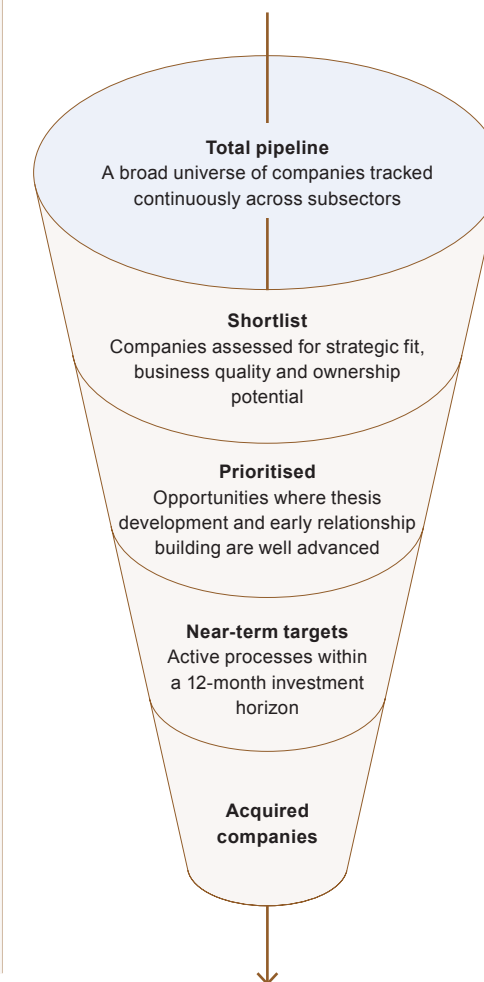 Total pipeline
A broad universe of companies tracked
continuously across subsectors
Shortlist
Companies assessed for strategic fit,
business quality and ownership
potential
Prioritised
Opportunities where thesis
development and early relationship
building are well advanced
Near-term targets
Active processes within
a 12-month investment
horizon
Acquired
companies